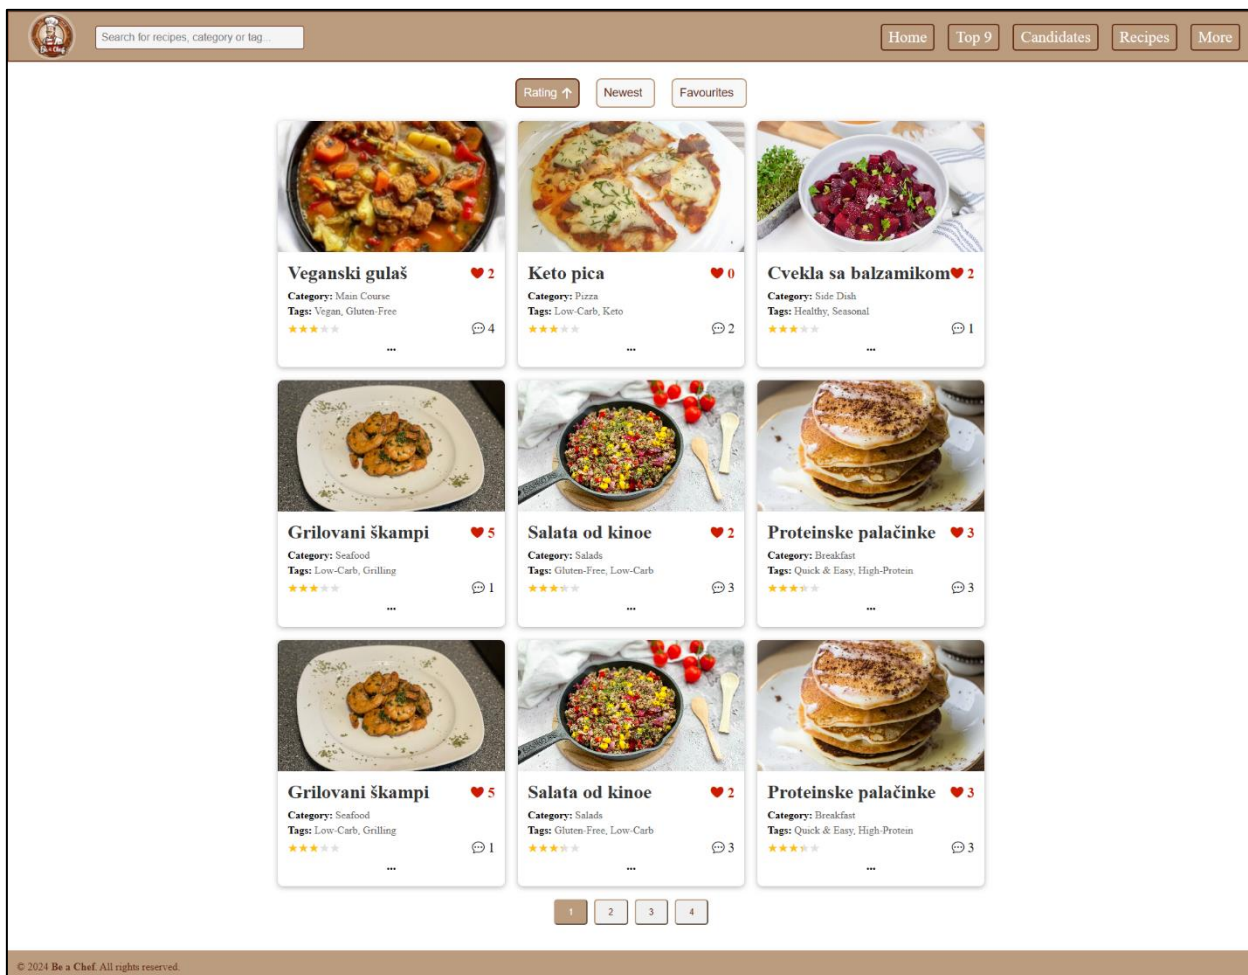 Be a Chef
Search for recipes, category or tag...
Home
Top 9
Candidates
Recipes
More
Rating ↑
Newest
Favourites
Veganski gulaš 2
Category: Main Course
Tags: Vegan, Gluten-Free
4
...
Keto pica 0
Category: Pizza
Tags: Low-Carb, Keto
2
...
Cvekla sa balzamikom 2
Category: Side Dish
Tags: Healthy, Seasonal
1
...
Grilovani škampi 5
Category: Seafood
Tags: Low-Carb, Grilling
1
...
Salata od kinoe 2
Category: Salads
Tags: Gluten-Free, Low-Carb
3
...
Proteinske palačinke 3
Category: Breakfast
Tags: Quick & Easy, High-Protein
3
...
Grilovani škampi 5
Category: Seafood
Tags: Low-Carb, Grilling
1
...
Salata od kinoe 2
Category: Salads
Tags: Gluten-Free, Low-Carb
3
...
Proteinske palačinke 3
Category: Breakfast
Tags: Quick & Easy, High-Protein
3
...
1
2
3
4
© 2024 Be a Chef. All rights reserved.